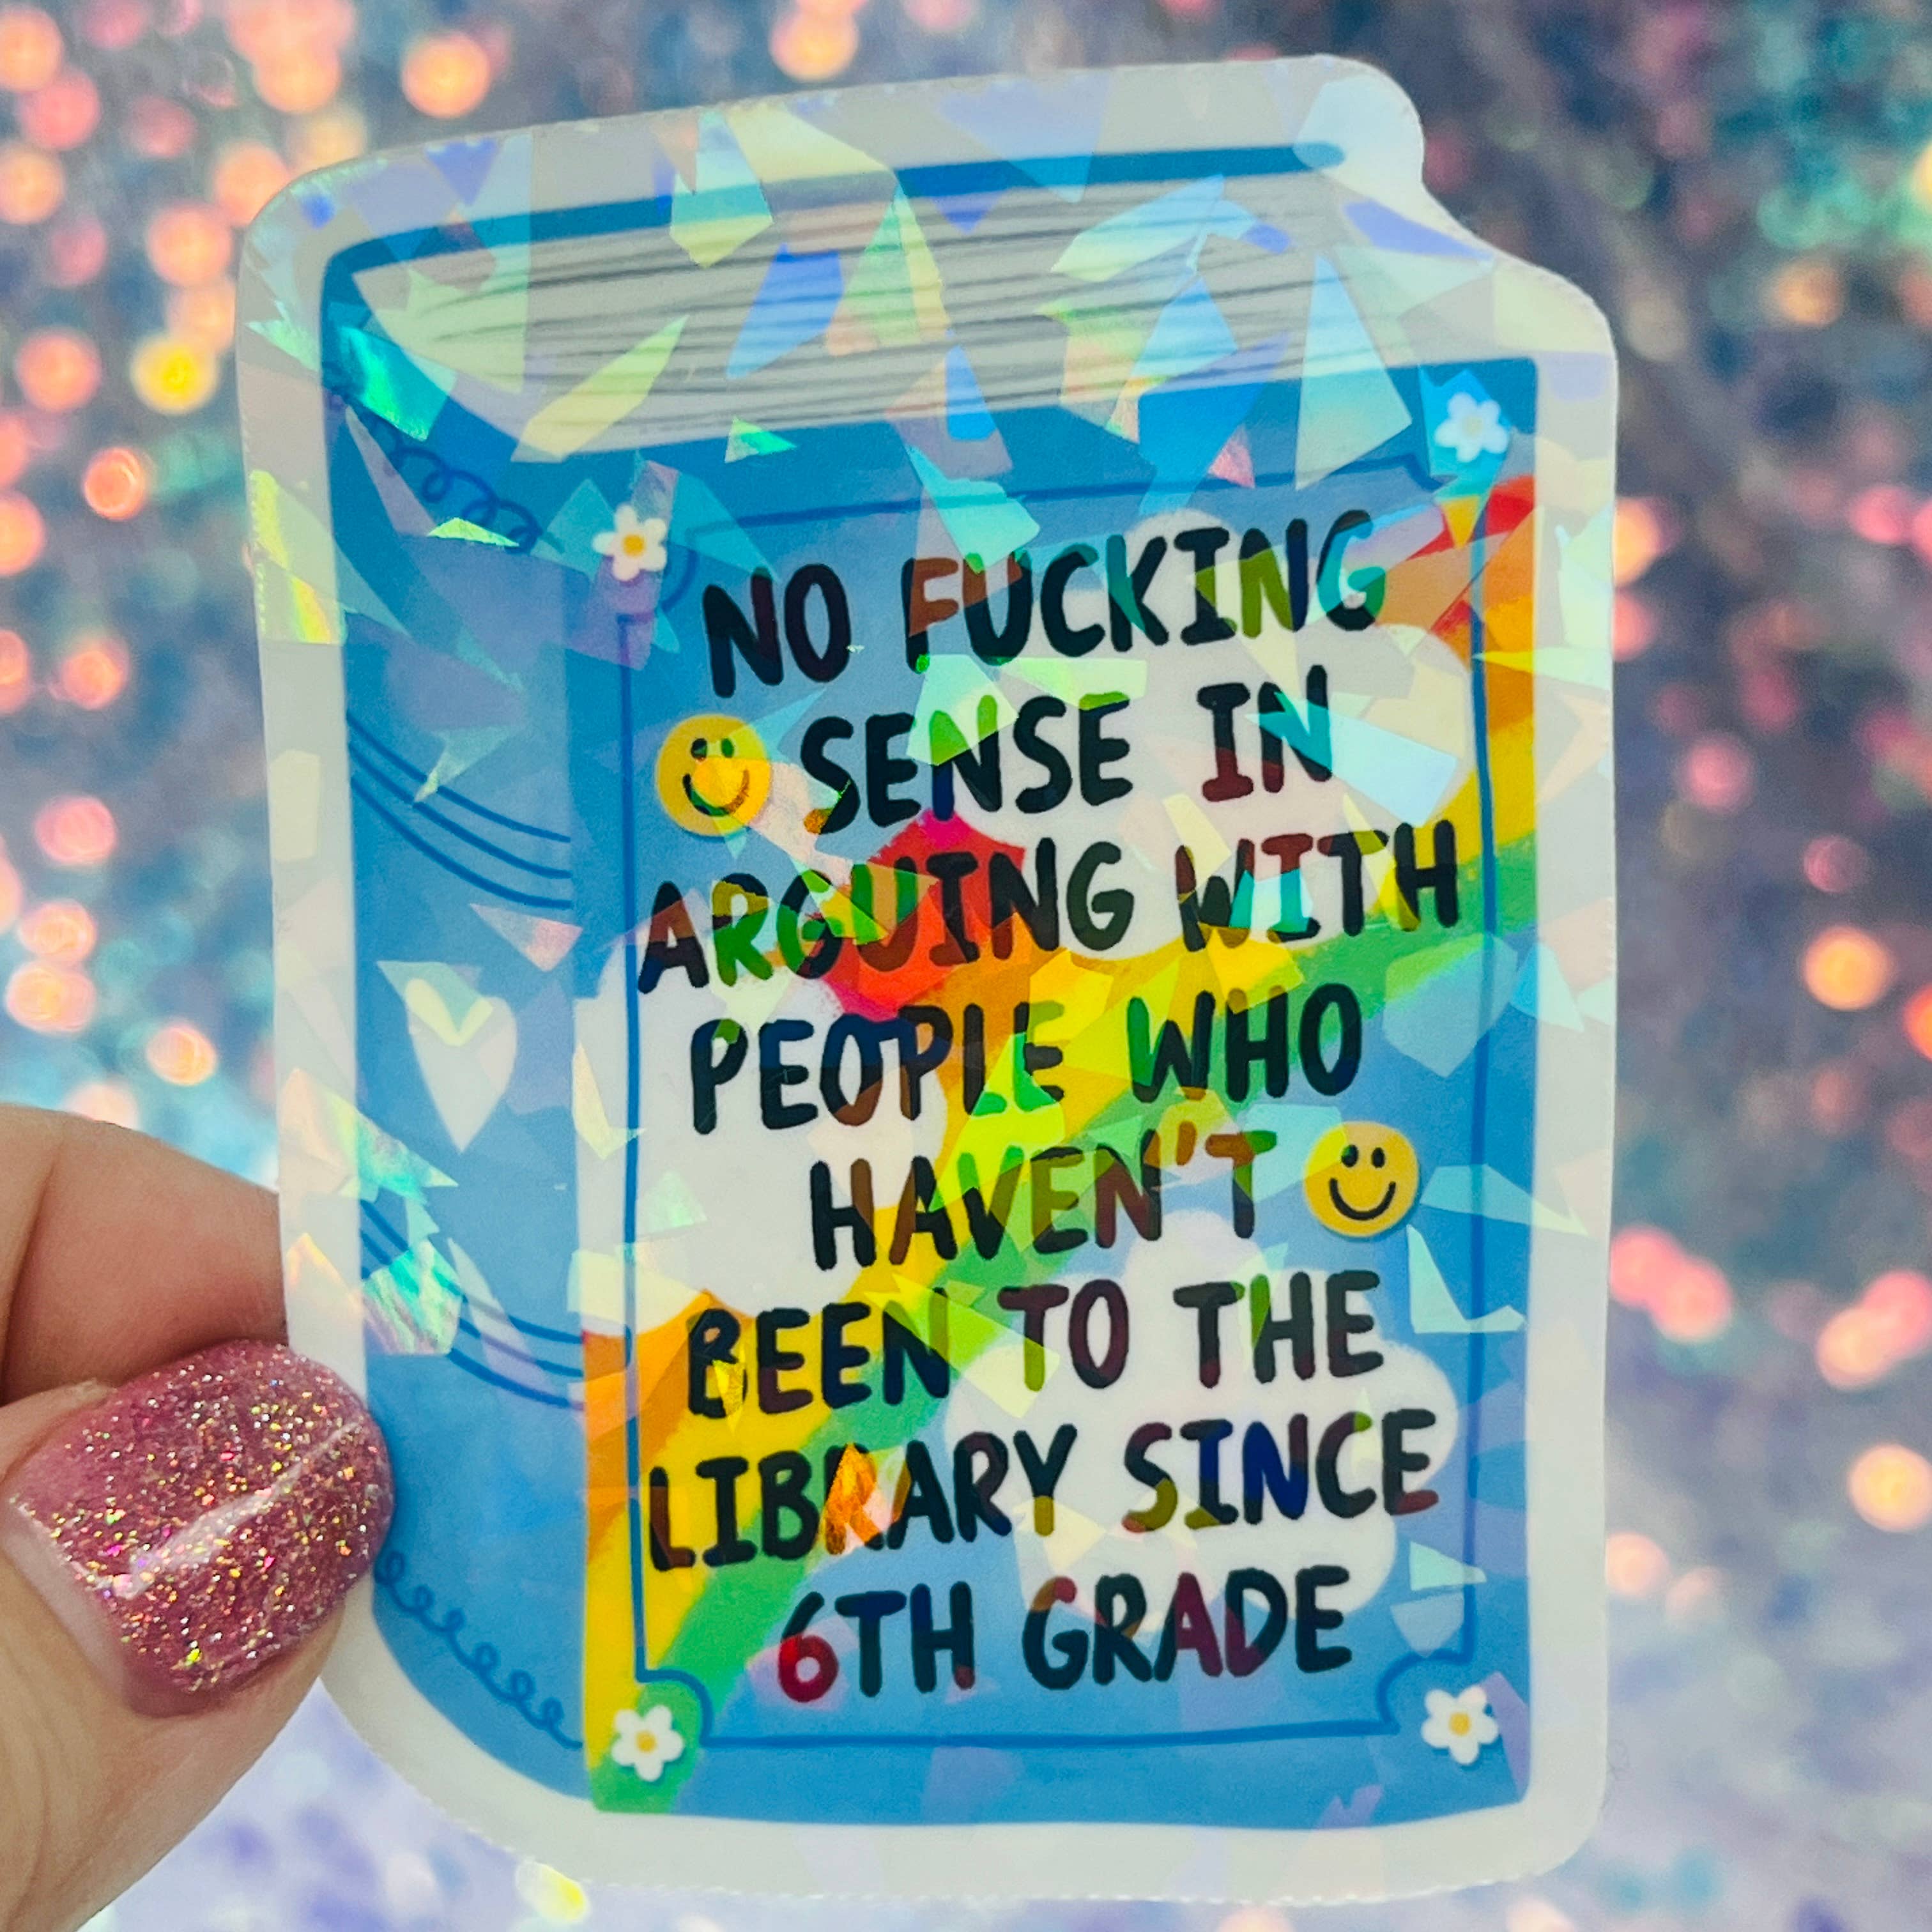 NO FUCKING
SENSE IN
ARGUING WITH
PEOPLE WHO
HAVEN'T
BEEN TO THE
LIBRARY SINCE
6TH GRADE